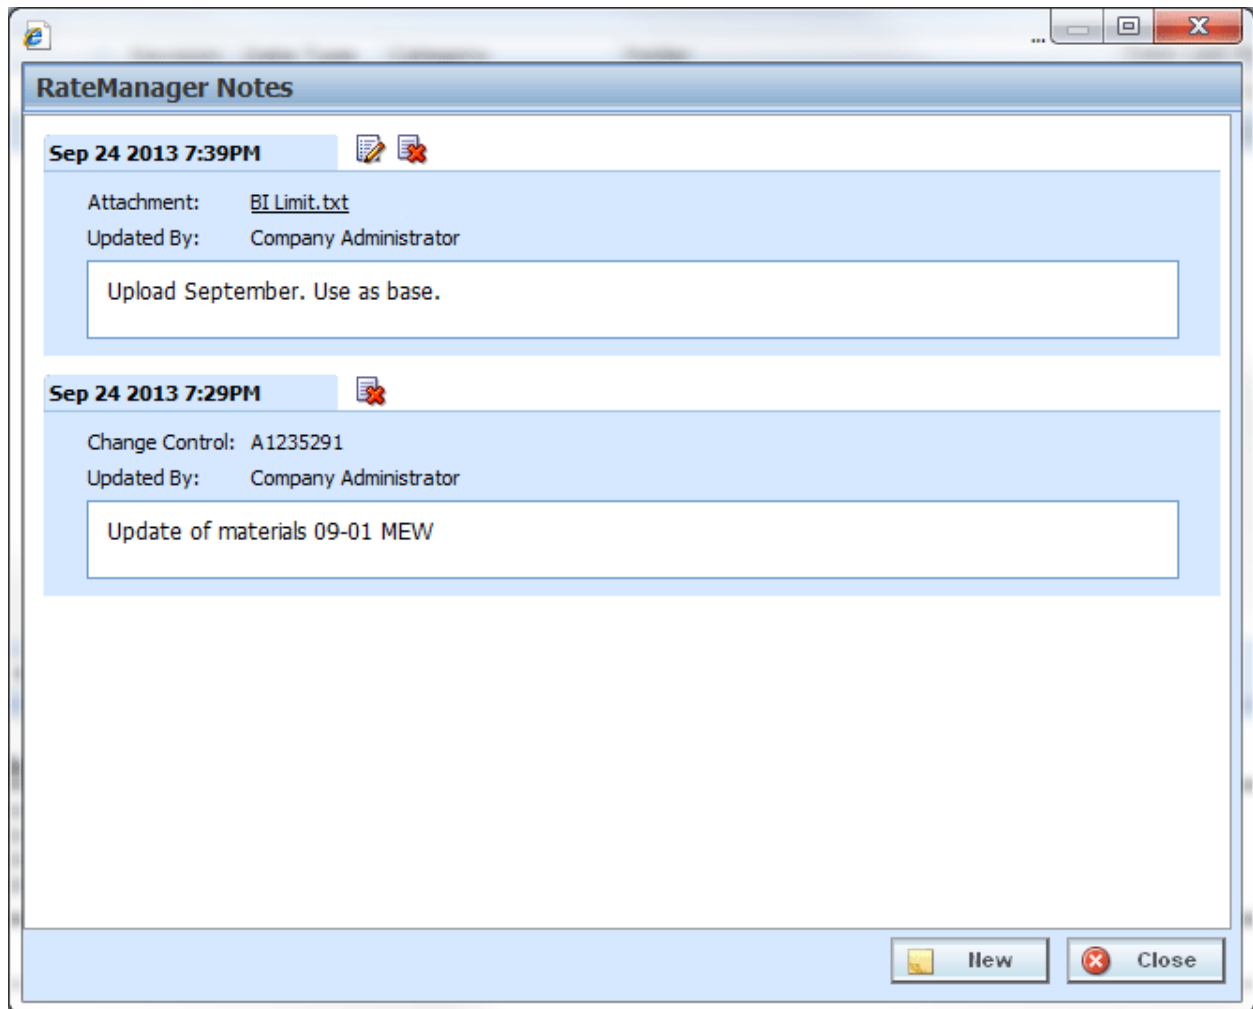 ...
RateManager Notes
Sep 24 2013 7:39PM
Attachment: BI Limit.txt
Updated By: Company Administrator
Upload September. Use as base.
Sep 24 2013 7:29PM
Change Control: A1235291
Updated By: Company Administrator
Update of materials 09-01 MEW
New Close